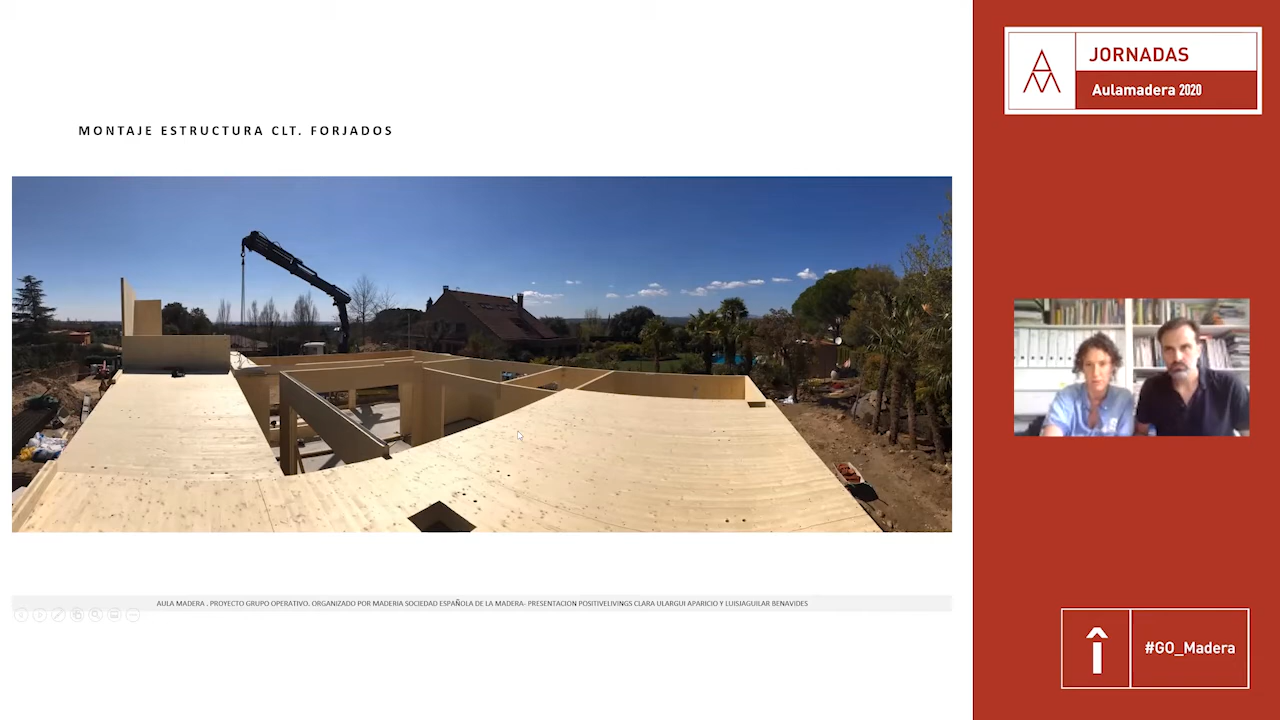 MONTAJE ESTRUCTURA CLT. FORJADOS
AULA MADERA . PROYECTO GRUPO OPERATIVO. ORGANIZADO POR MADERIA SOCIEDAD ESPAÑOLA DE LA MADERA- PRESENTACION POSITIVELIVINGS CLARA ULARGUI APARICIO Y LUISJAGUILAR BENAVIDES
JORNADAS
Aulamadera 2020
#GO_Madera